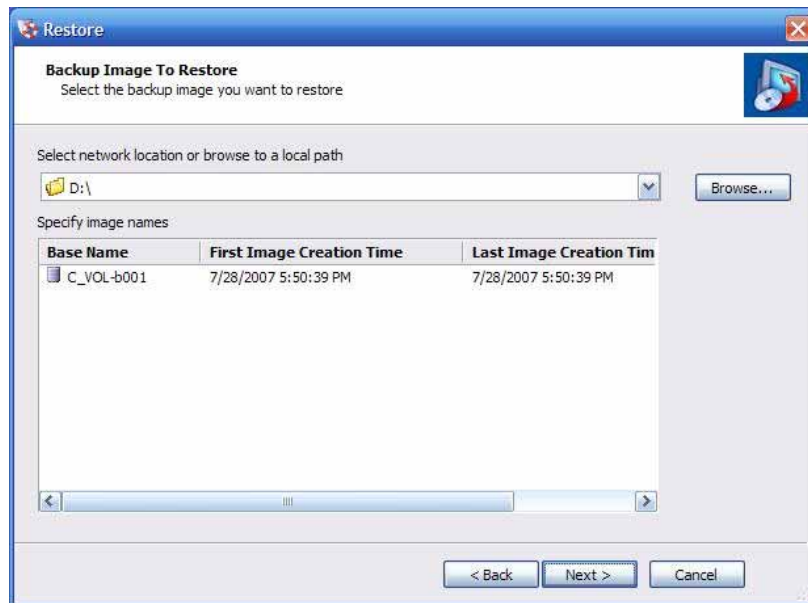 Restore
Backup Image To Restore
Select the backup image you want to restore
Select network location or browse to a local path
D:\
Browse...
Specify image names
Base Name First Image Creation Time Last Image Creation Tim
C_VOL-b001 7/28/2007 5:50:39 PM 7/28/2007 5:50:39 PM
< Back Next > Cancel